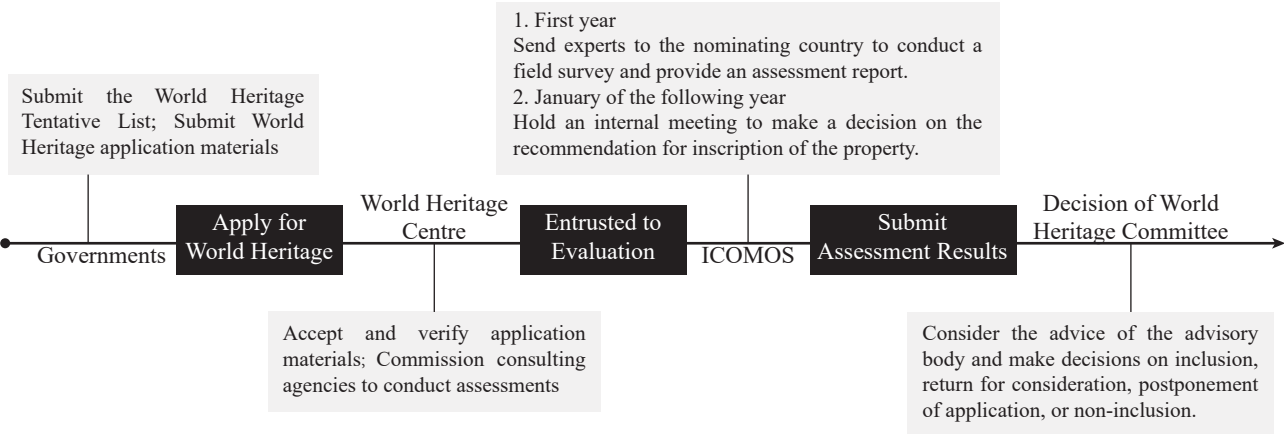 1. First year
Send experts to the nominating country to conduct a
field survey and provide an assessment report.
2. January of the following year
Hold an internal meeting to make a decision on the
recommendation for inscription of the property.
Submit the World Heritage
Tentative List; Submit World
Heritage application materials
Governments
Apply for
World Heritage
World Heritage
Centre
Entrusted to
Evaluation
ICOMOS
Submit
Assessment Results
Decision of World
Heritage Committee
Accept and verify application
materials; Commission consulting
agencies to conduct assessments
Consider the advice of the advisory
body and make decisions on inclusion,
return for consideration, postponement
of application, or non-inclusion.